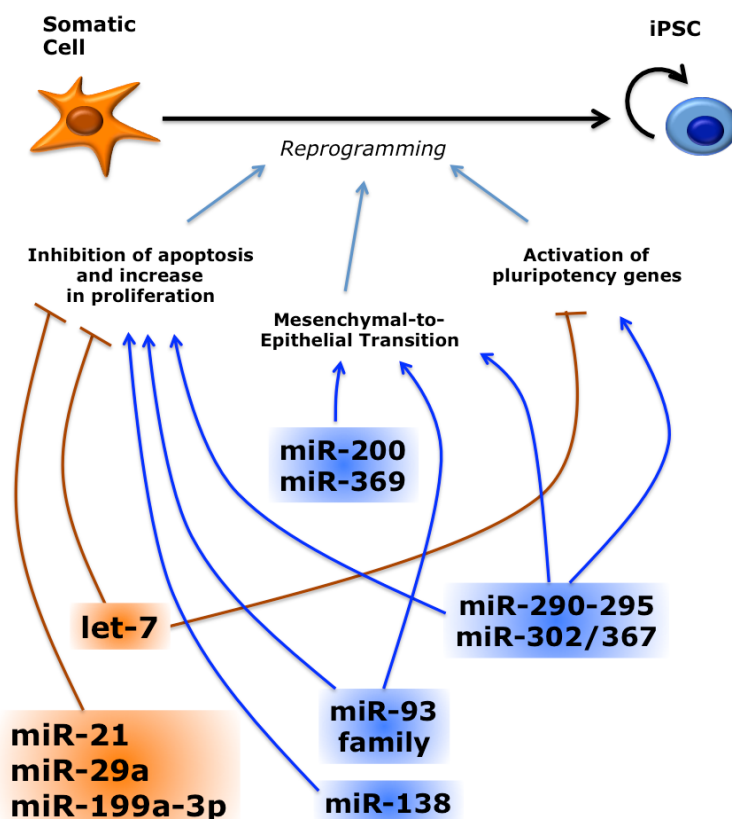 Somatic
Cell
iPSC
Reprogramming
Inhibition of apoptosis
and increase
in proliferation
Activation of
pluripotency genes
Mesenchymal-to-
Epithelial Transition
miR-200
miR-369
miR-290-295
miR-302/367
let-7
miR-93
family
miR-21
miR-29a
miR-199a-3p
miR-138